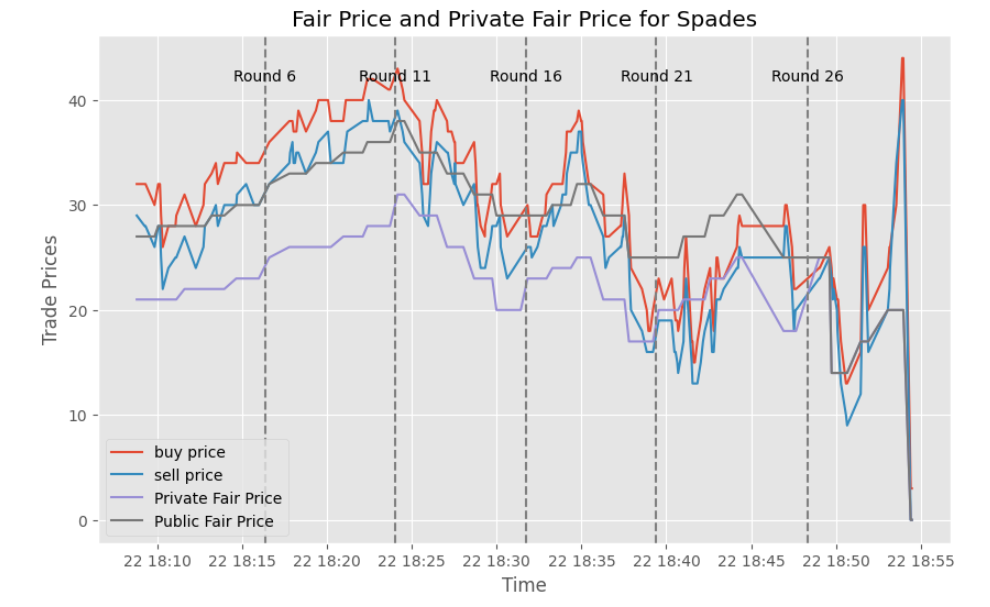 Fair Price and Private Fair Price for Spades
Round 6
Round 11
Round 16
Round 21
Round 26
40
30
20
10
0
Trade Prices
buy price
sell price
Private Fair Price
Public Fair Price
22 18:10
22 18:15
22 18:20
22 18:25
22 18:30
22 18:35
22 18:40
22 18:45
22 18:50
22 18:55
Time